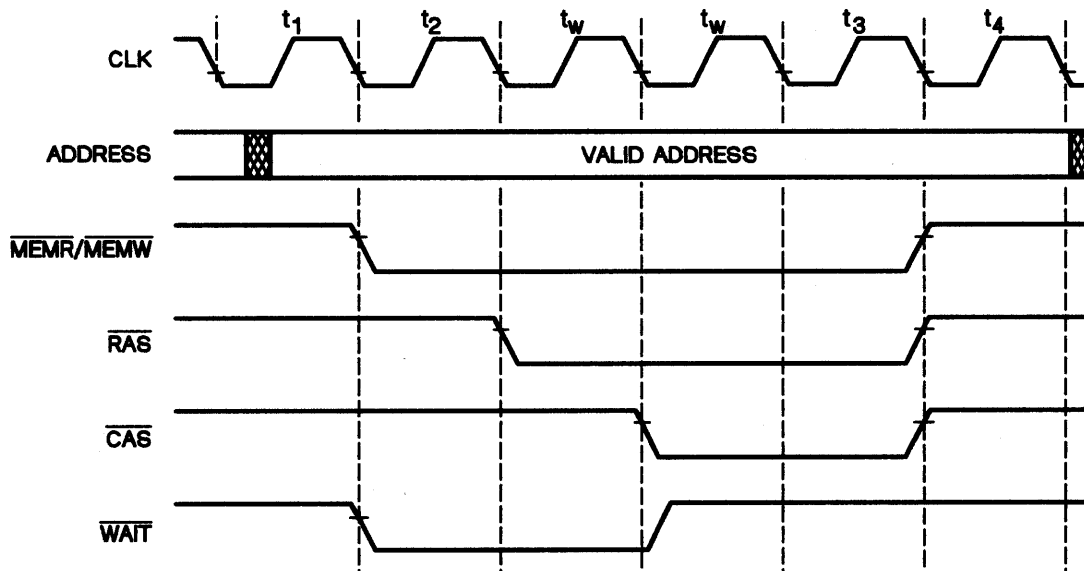 t1 t2 tw tw t3 t4
CLK
ADDRESS VALID ADDRESS
MEMR/MEMW
RAS
CAS
WAIT